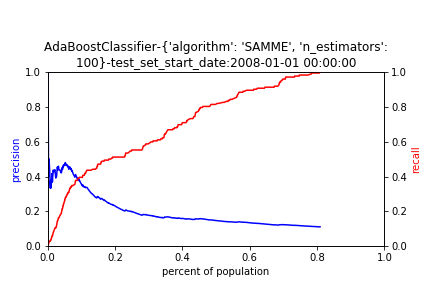 AdaBoostClassifier-{'algorithm': 'SAMME', 'n_estimators':
100}-test_set_start_date:2008-01-01 00:00:00
1.0
0.8
0.6
0.4
0.2
0.0
precision
1.0
0.8
0.6
0.4
0.2
0.0
recall
0.0 0.2 0.4 0.6 0.8 1.0
percent of population